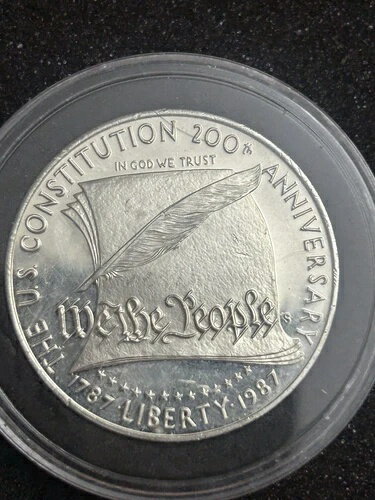 THE U.S. CONSTITUTION 200th ANNIVERSARY
IN GOD WE TRUST
We the People
S
1787·LIBERTY·1987